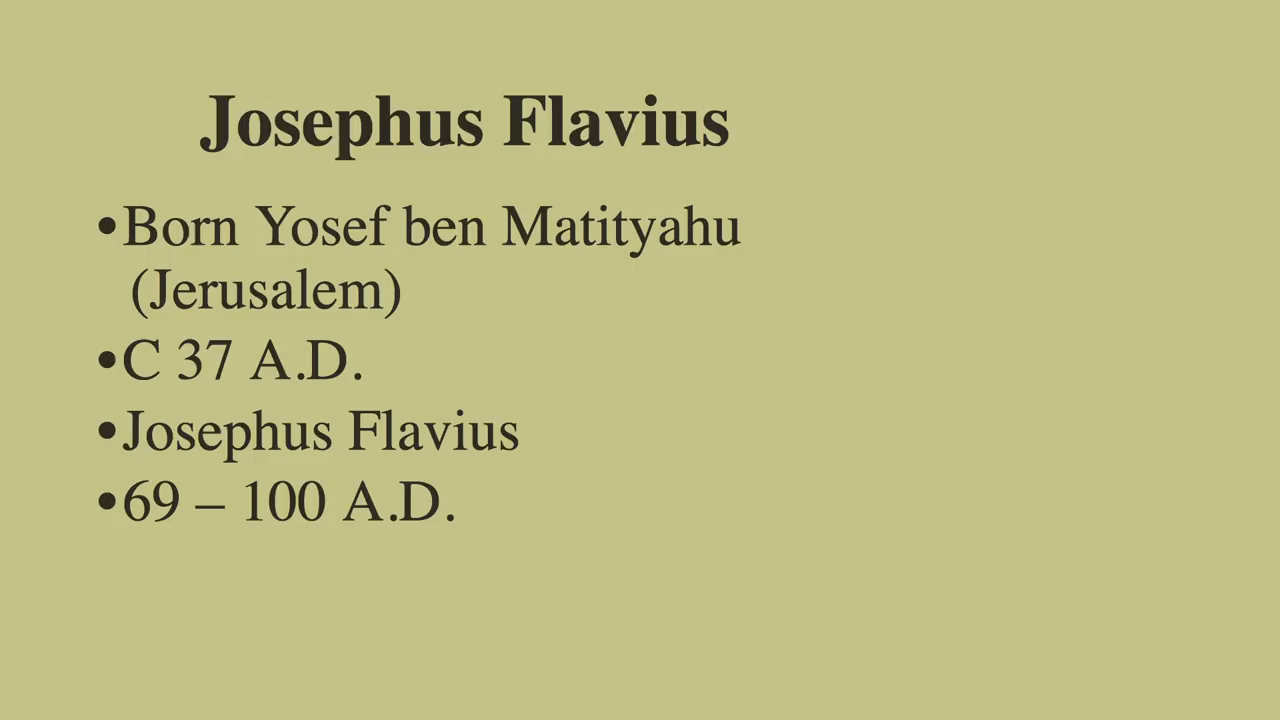 Josephus Flavius
•Born Yosef ben Matityahu
(Jerusalem)
•C 37 A.D.
•Josephus Flavius
•69 – 100 A.D.